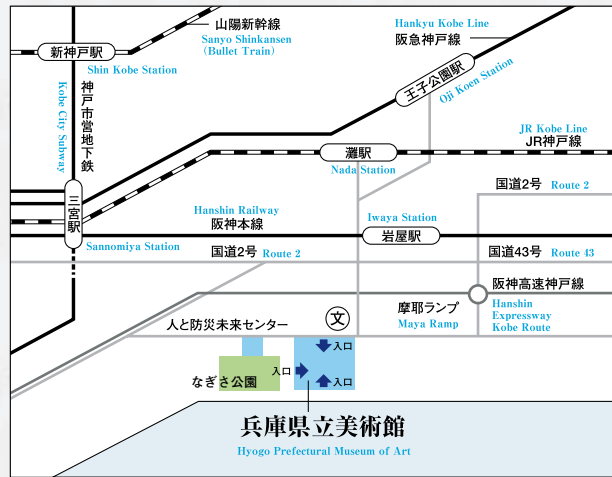 山陽新幹線
Sanyo Shinkansen
(Bullet Train)
Hankyu Kobe Line
阪急神戸線
新神戸駅
Shin Kobe Station
王子公園駅
Oji Koen Station
神戸市営地下鉄
Kobe City Subway
JR Kobe Line
JR神戸線
灘駅
Nada Station
国道2号 Route 2
三宮駅
Sannomiya Station
Hanshin Railway
阪神本線
Iwaya Station
岩屋駅
国道2号 Route 2
国道43号 Route 43
阪神高速神戸線
Hanshin
Expressway
Kobe Route
摩耶ランプ
Maya Ramp
文
人と防災未来センター
入口
入口
入口
なぎさ公園
兵庫県立美術館
Hyogo Prefectural Museum of Art